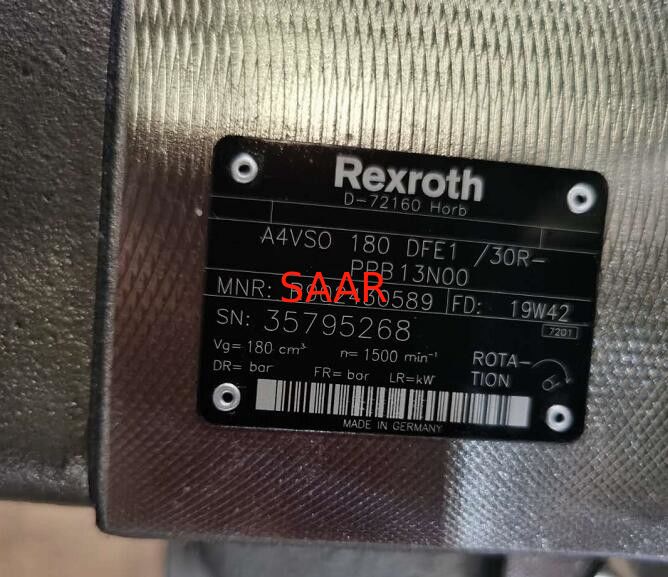 Rexroth
D-72160 Horb
A4VSO 180 DFE1 /30R-
PPB13N00
SAAR
MNR: FD: 19W42
SN: 35795268
7201
Vg= 180 cm³ n= 1500 min⁻¹ ROTA-
DR= bar FR= bar LR=kW TION
MADE IN GERMANY